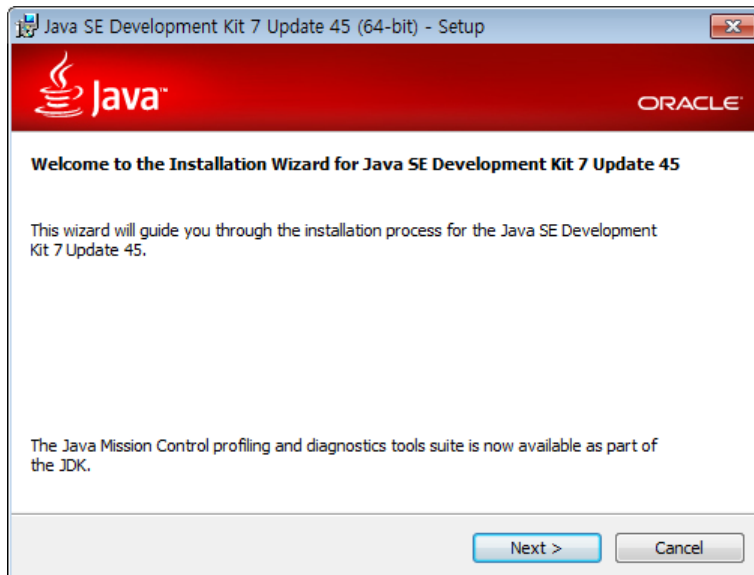 Java SE Development Kit 7 Update 45 (64-bit) - Setup
Java™
ORACLE®
Welcome to the Installation Wizard for Java SE Development Kit 7 Update 45
This wizard will guide you through the installation process for the Java SE Development
Kit 7 Update 45.
The Java Mission Control profiling and diagnostics tools suite is now available as part of
the JDK.
Next >
Cancel